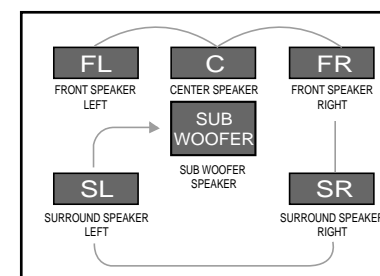 FL
C
FR
FRONT SPEAKER
LEFT
CENTER SPEAKER
FRONT SPEAKER
RIGHT
SUB
WOOFER
SUB WOOFER
SPEAKER
SL
SR
SURROUND SPEAKER
LEFT
SURROUND SPEAKER
RIGHT